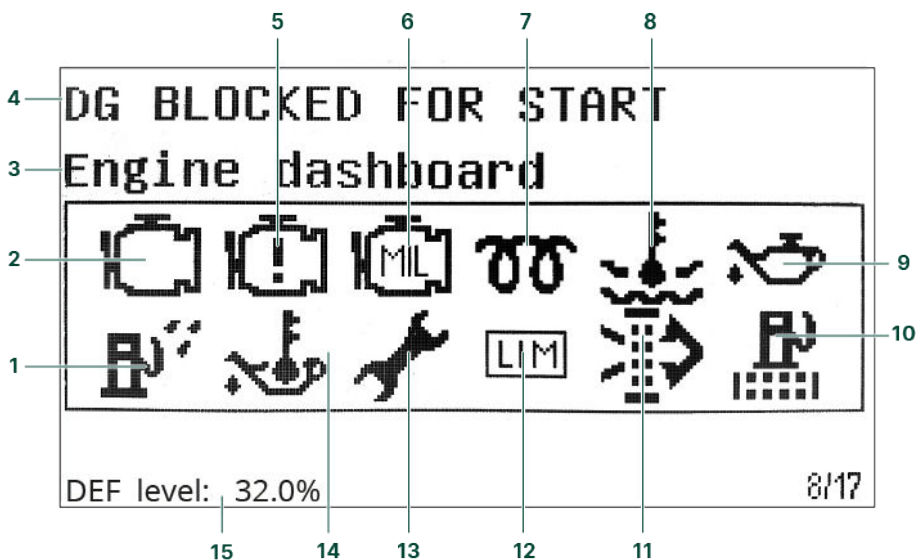 5 6 7 8
4 DG BLOCKED FOR START
3 Engine dashboard
2 MIL 9
1 LIM 10
DEF level: 32.0% 8/17
15 14 13 12 11